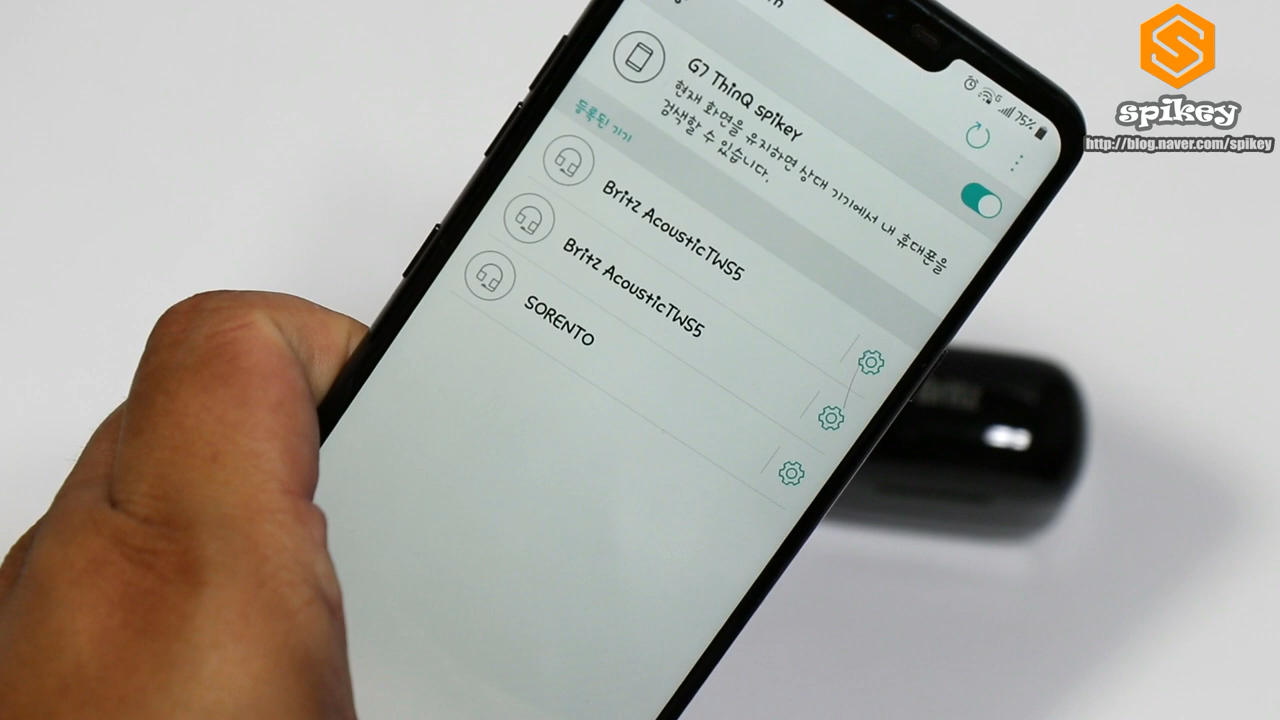 spikey
http://blog.naver.com/spikey
75%
G7 ThinQ spikey
현재 화면을 유지하면 상대 기기에서 내 휴대폰을
검색할 수 있습니다.
등록된 기기
Britz AcousticTWS5
Britz AcousticTWS5
SORENTO